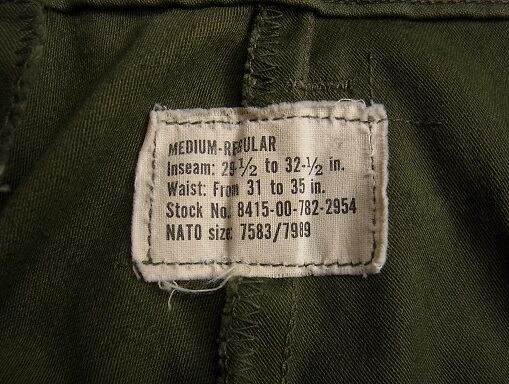 MEDIUM-REGULAR
Inseam: 29-½ to 32-½ in.
Waist: From 31 to 35 in.
Stock No. 8415-00-782-2954
NATO size: 7583/7989